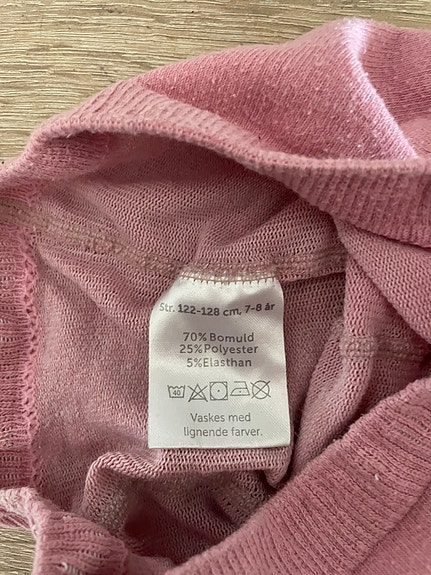 Str. 122-128 cm, 7-8 år
70% Bomuld
25% Polyester
5% Elasthan
40
Vaskes med
lignende farver.